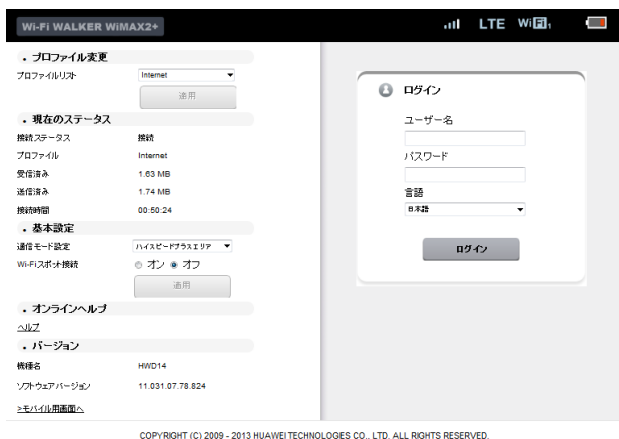 Wi-Fi WALKER WiMAX2+
LTE WiFi1
・プロファイル変更
プロファイルリスト Internet
適用
・現在のステータス
接続ステータス 接続
プロファイル Internet
受信済み 1.63 MB
送信済み 1.74 MB
接続時間 00:50:24
・基本設定
通信モード設定 ハイスピードプラスエリア
Wi-Fiスポット接続 オン オフ
適用
・オンラインヘルプ
ヘルプ
・バージョン
機種名 HWD14
ソフトウェアバージョン 11.031.07.78.824
>モバイル用画面へ
ログイン
ユーザー名
パスワード
言語
日本語
ログイン
COPYRIGHT (C) 2009 - 2013 HUAWEI TECHNOLOGIES CO., LTD. ALL RIGHTS RESERVED.